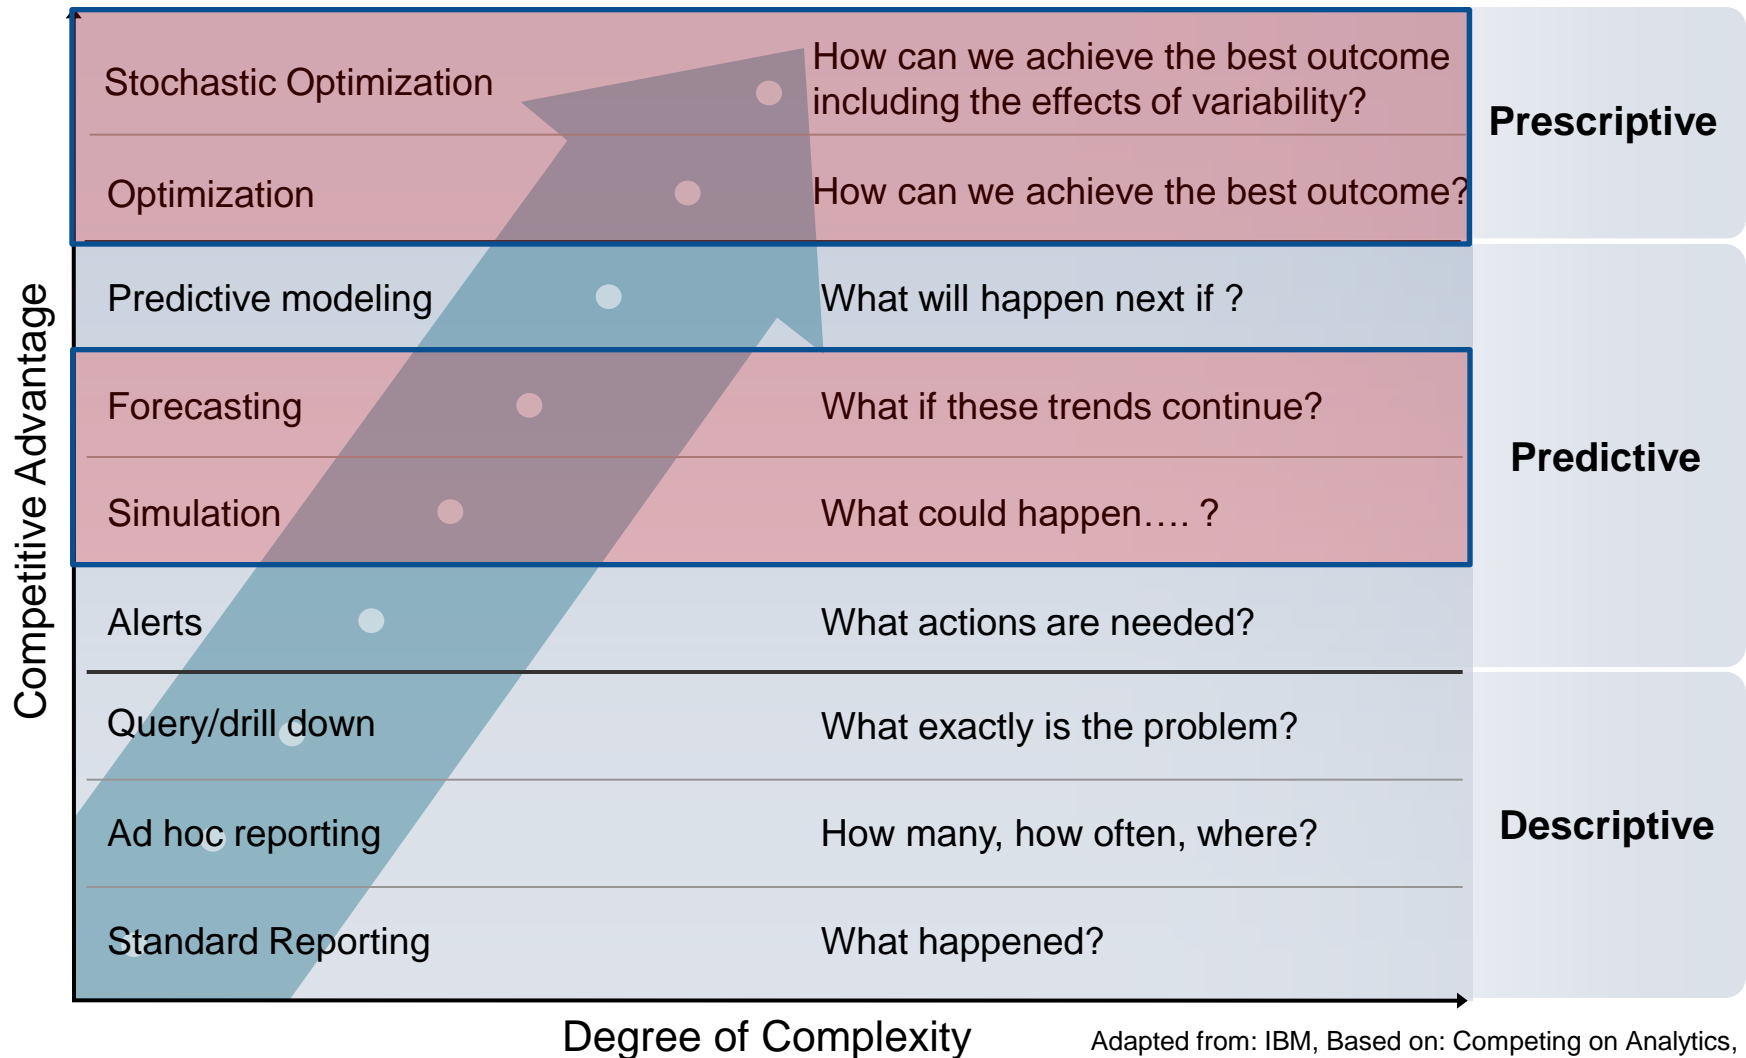 Stochastic Optimization
How can we achieve the best outcome
including the effects of variability?
Prescriptive
Optimization
How can we achieve the best outcome?
Predictive modeling
What will happen next if ?
Forecasting
What if these trends continue?
Predictive
Simulation
What could happen…. ?
Alerts
What actions are needed?
Query/drill down
What exactly is the problem?
Ad hoc reporting
How many, how often, where?
Descriptive
Standard Reporting
What happened?
Competitive Advantage
Degree of Complexity
Adapted from: IBM, Based on: Competing on Analytics,